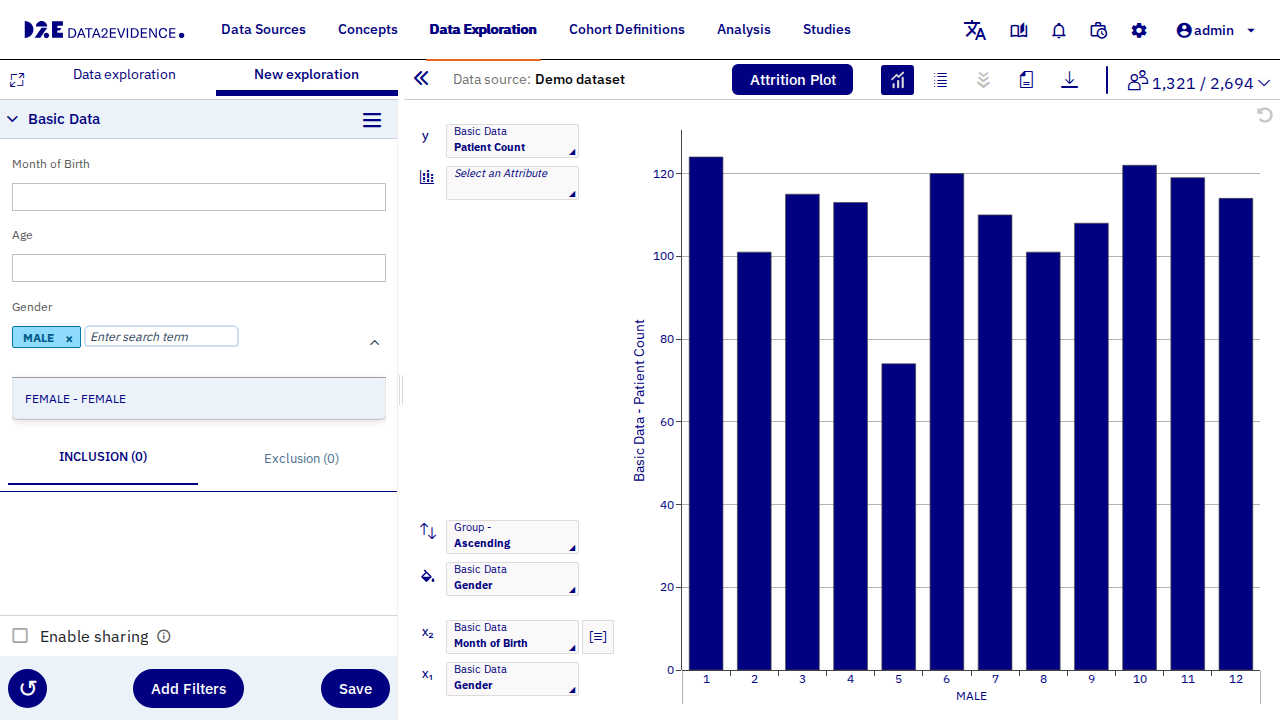 D2E DATA2EVIDENCE.
Data Sources
Concepts
Data Exploration
Cohort Definitions
Analysis
Studies
admin
Data exploration
New exploration
Data source: Demo dataset
Attrition Plot
1,321 / 2,694
Basic Data
Month of Birth
Age
Gender
MALE ×
Enter search term
FEMALE - FEMALE
INCLUSION (0)
Exclusion (0)
Enable sharing
Add Filters
Save
y
Basic Data
Patient Count
Select an Attribute
Group -
Ascending
Basic Data
Gender
x₂
Basic Data
Month of Birth
x₁
Basic Data
Gender
Basic Data - Patient Count
120
100
80
60
40
20
0
1 2 3 4 5 6 7 8 9 10 11 12
MALE